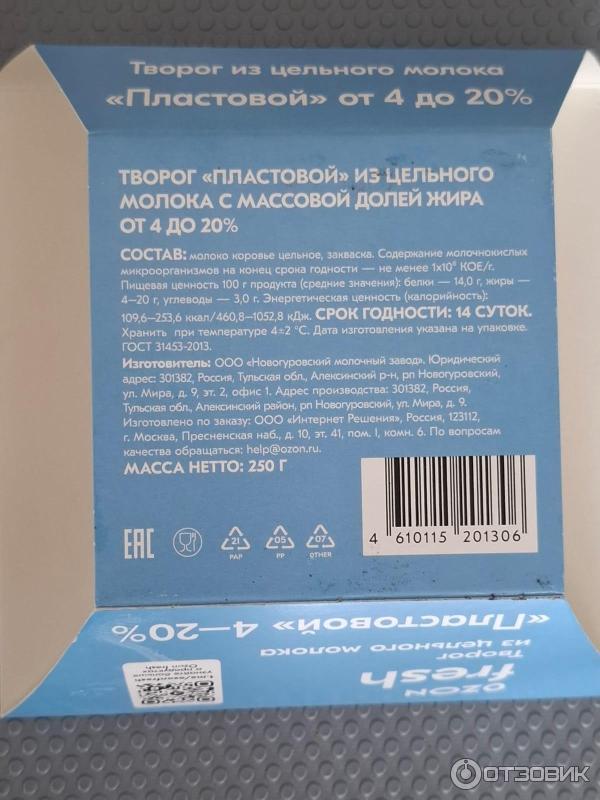 Творог из цельного молока
«Пластовой» от 4 до 20%
ТВОРОГ «ПЛАСТОВОЙ» ИЗ ЦЕЛЬНОГО
МОЛОКА С МАССОВОЙ ДОЛЕЙ ЖИРА
ОТ 4 ДО 20%
СОСТАВ: молоко коровье цельное, закваска. Содержание молочнокислых
микроорганизмов на конец срока годности — не менее 1х10⁶ КОЕ/г.
Пищевая ценность 100 г продукта (средние значения): белки — 14,0 г, жиры —
4–20 г, углеводы — 3,0 г. Энергетическая ценность (калорийность):
109,6–253,6 ккал/460,8–1052,8 кДж. СРОК ГОДНОСТИ: 14 СУТОК.
Хранить при температуре 4±2 °С. Дата изготовления указана на упаковке.
ГОСТ 31453-2013.
Изготовитель: ООО «Новогуровский молочный завод». Юридический
адрес: 301382, Россия, Тульская обл., Алексинский р-н, рп Новогуровский,
ул. Мира, д. 9, эт. 2, офис 1. Адрес производства: 301382, Россия,
Тульская обл., Алексинский район, рп Новогуровский, ул. Мира, д. 9.
Изготовлено по заказу: ООО «Интернет Решения», Россия, 123112,
г. Москва, Пресненская наб., д. 10, эт. 41, пом. I, комн. 6. По вопросам
качества обращаться: help@ozon.ru.
МАССА НЕТТО: 250 Г
EAC
21
PAP
05
PP
07
OTHER
4 610115 201306
«Пластовой» 4–20%
Творог
из цельного молока
OZON
fresh
Узнайте больше
о продуктах
Ozon fresh
t.me/ozonfresh
ОТЗОВИК